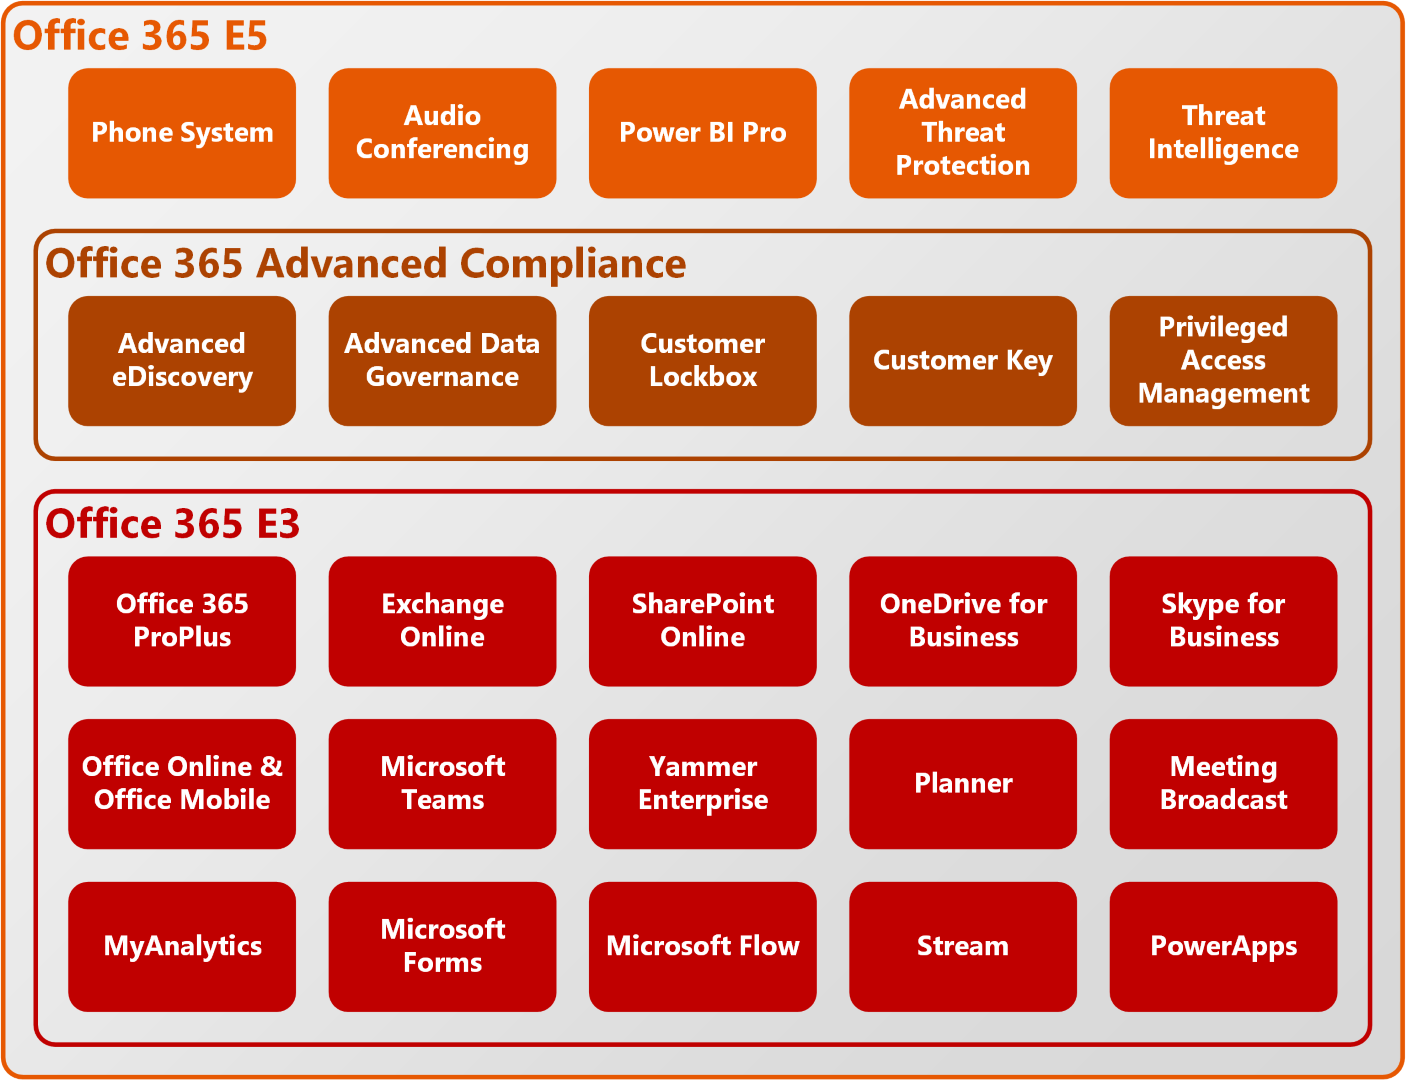 Office 365 E5
Phone System
Audio
Conferencing
Power BI Pro
Advanced
Threat
Protection
Threat
Intelligence
Office 365 Advanced Compliance
Advanced
eDiscovery
Advanced Data
Governance
Customer
Lockbox
Customer Key
Privileged
Access
Management
Office 365 E3
Office 365
ProPlus
Exchange
Online
SharePoint
Online
OneDrive for
Business
Skype for
Business
Office Online &
Office Mobile
Microsoft
Teams
Yammer
Enterprise
Planner
Meeting
Broadcast
MyAnalytics
Microsoft
Forms
Microsoft Flow
Stream
PowerApps